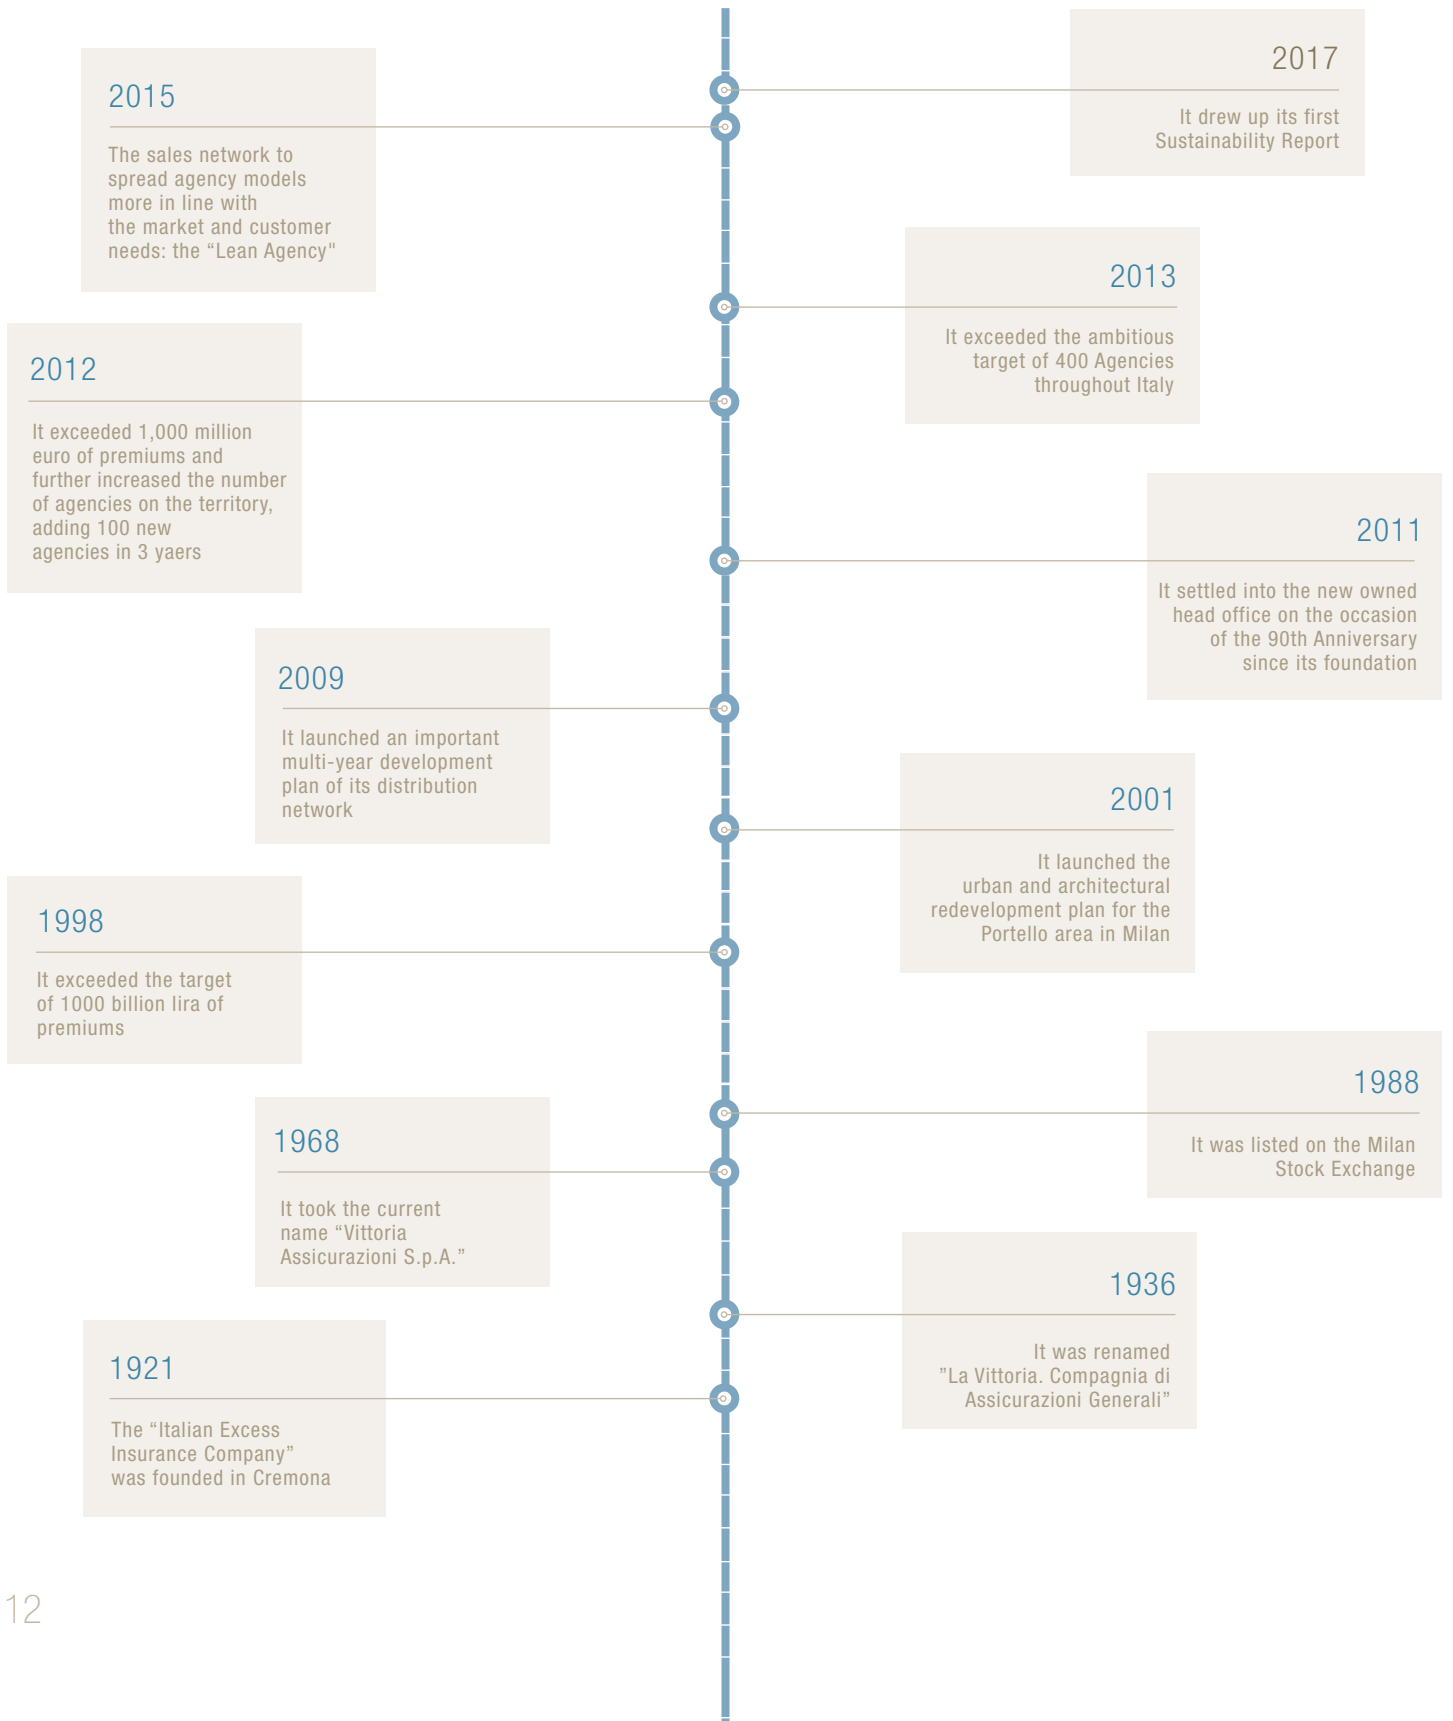 2017
It drew up its first
Sustainability Report
2015
The sales network to
spread agency models
more in line with
the market and customer
needs: the “Lean Agency"
2013
It exceeded the ambitious
target of 400 Agencies
throughout Italy
2012
It exceeded 1,000 million
euro of premiums and
further increased the number
of agencies on the territory,
adding 100 new
agencies in 3 yaers
2011
It settled into the new owned
head office on the occasion
of the 90th Anniversary
since its foundation
2009
It launched an important
multi-year development
plan of its distribution
network
2001
It launched the
urban and architectural
redevelopment plan for the
Portello area in Milan
1998
It exceeded the target
of 1000 billion lira of
premiums
1988
It was listed on the Milan
Stock Exchange
1968
It took the current
name “Vittoria
Assicurazioni S.p.A.”
1936
It was renamed
”La Vittoria. Compagnia di
Assicurazioni Generali”
1921
The “Italian Excess
Insurance Company”
was founded in Cremona
12